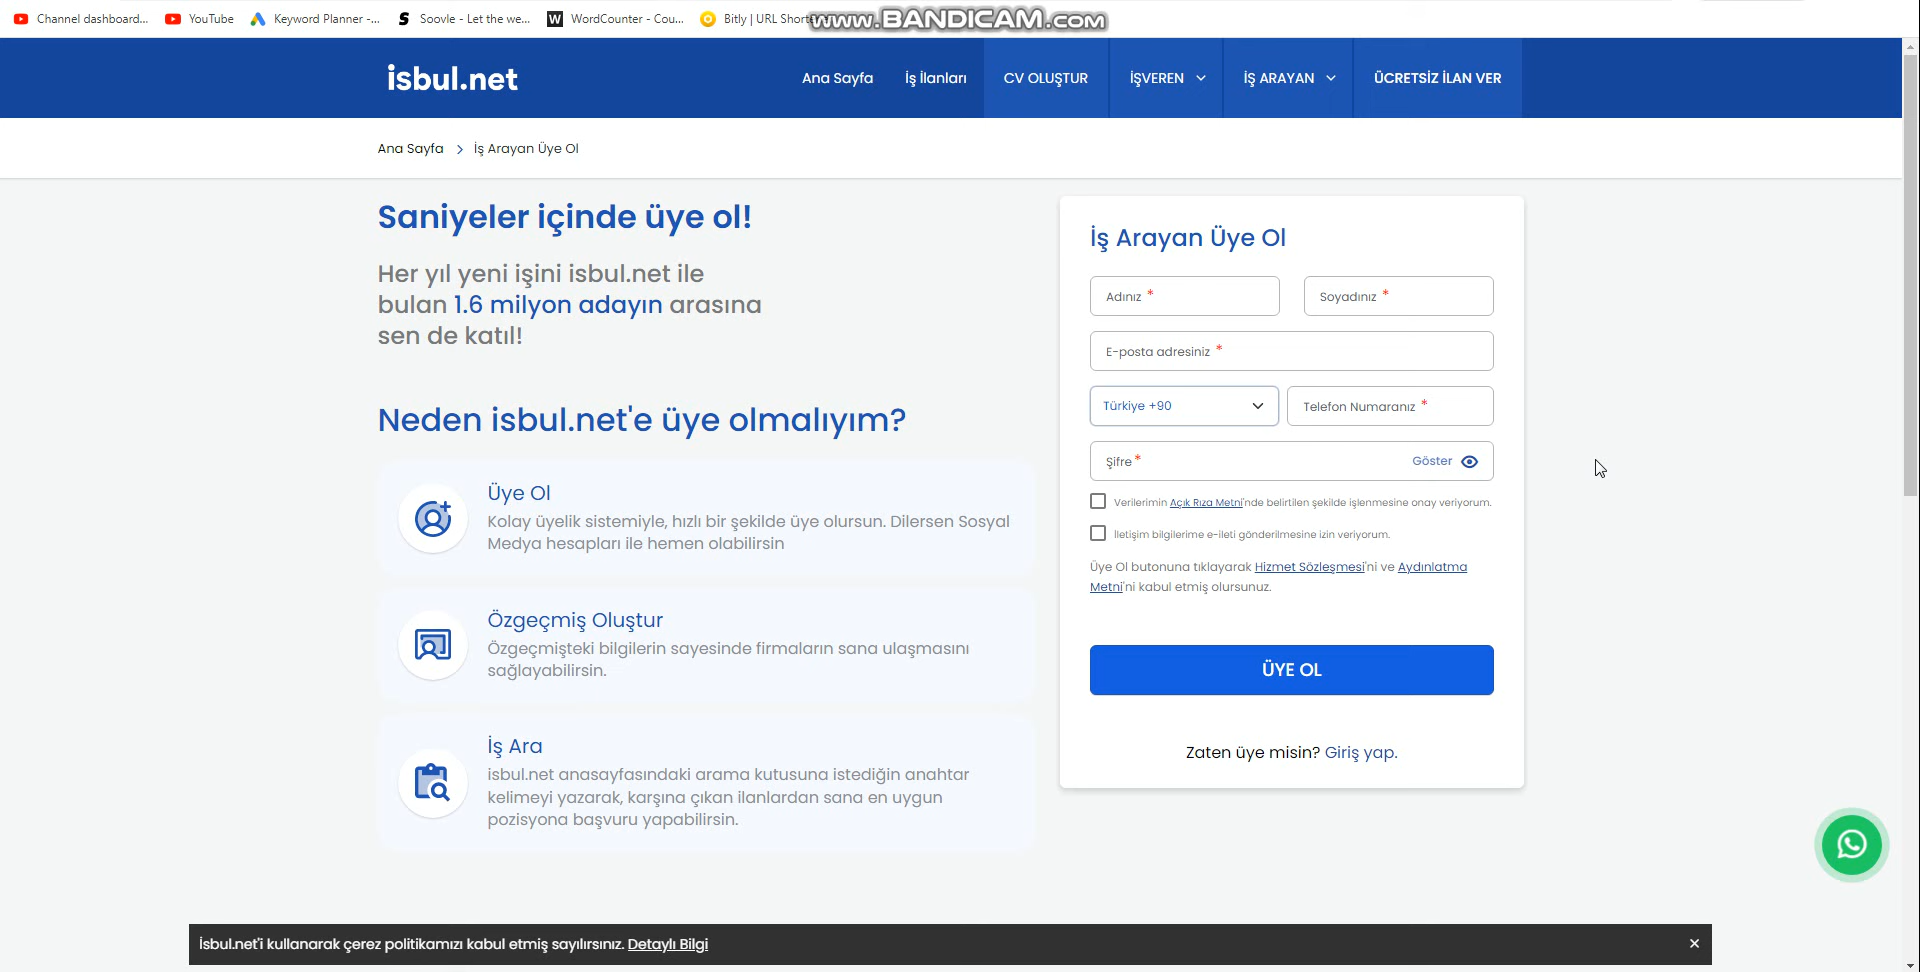 Channel dashboard...
YouTube
Keyword Planner -...
Soovle - Let the we...
WordCounter - Cou...
Bitly | URL Short
www.BANDICAM.com
isbul.net
Ana Sayfa
İş İlanları
CV OLUŞTUR
İŞVEREN
İŞ ARAYAN
ÜCRETSİZ İLAN VER
Ana Sayfa > İş Arayan Üye Ol
Saniyeler içinde üye ol!
Her yıl yeni işini isbul.net ile
bulan 1.6 milyon adayın arasına
sen de katıl!
Neden isbul.net'e üye olmalıyım?
Üye Ol
Kolay üyelik sistemiyle, hızlı bir şekilde üye olursun. Dilersen Sosyal
Medya hesapları ile hemen olabilirsin
Özgeçmiş Oluştur
Özgeçmişteki bilgilerin sayesinde firmaların sana ulaşmasını
sağlayabilirsin.
İş Ara
isbul.net anasayfasındaki arama kutusuna istediğin anahtar
kelimeyi yazarak, karşına çıkan ilanlardan sana en uygun
pozisyona başvuru yapabilirsin.
İş Arayan Üye Ol
Adınız *
Soyadınız *
E-posta adresiniz *
Türkiye +90
Telefon Numaranız *
Şifre *
Göster
Verilerimin Açık Rıza Metni'nde belirtilen şekilde işlenmesine onay veriyorum.
İletişim bilgilerime e-ileti gönderilmesine izin veriyorum.
Üye Ol butonuna tıklayarak Hizmet Sözleşmesi'ni ve Aydınlatma
Metni'ni kabul etmiş olursunuz.
ÜYE OL
Zaten üye misin? Giriş yap.
İsbul.net'i kullanarak çerez politikamızı kabul etmiş sayılırsınız. Detaylı Bilgi